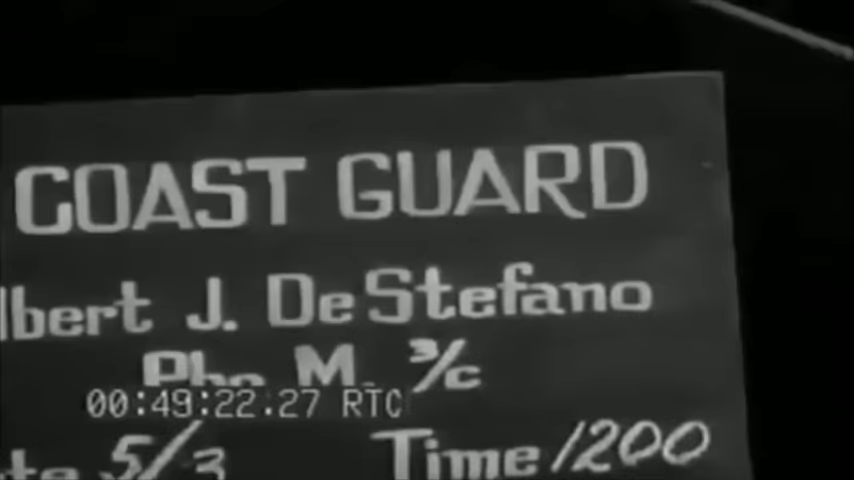 COAST GUARD
lbert J. DeStefano
Pho M. 3/c
00:49:22:27 RTC
te 5/3 Time 1200